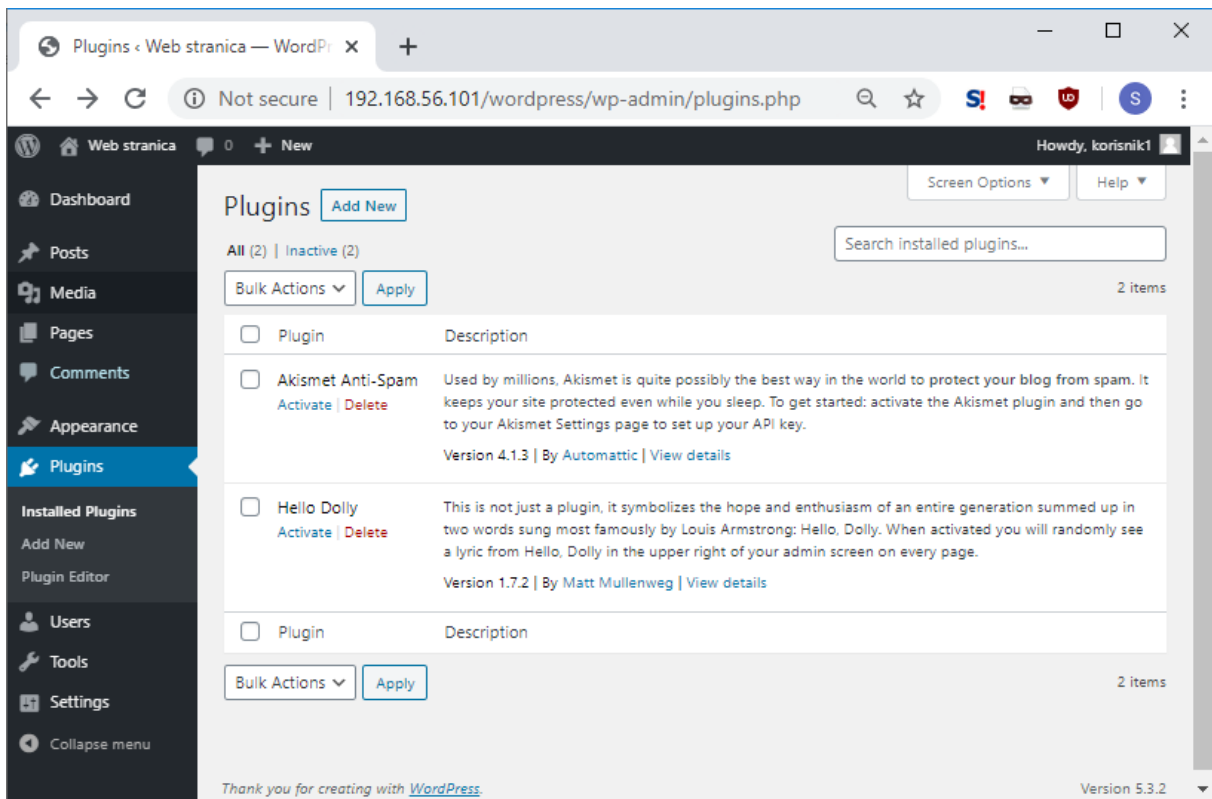 Plugins ‹ Web stranica — WordPr
Not secure | 192.168.56.101/wordpress/wp-admin/plugins.php
S! UD S
Web stranica 0 + New Howdy, korisnik1
Screen Options ▼ Help ▼
Dashboard
Posts
Media
Pages
Comments
Appearance
Plugins
Installed Plugins
Add New
Plugin Editor
Users
Tools
Settings
Collapse menu
Plugins Add New
All (2) | Inactive (2)
Search installed plugins...
Bulk Actions Apply 2 items
Plugin Description
Akismet Anti-Spam
Activate | Delete
Used by millions, Akismet is quite possibly the best way in the world to protect your blog from spam. It
keeps your site protected even while you sleep. To get started: activate the Akismet plugin and then go
to your Akismet Settings page to set up your API key.
Version 4.1.3 | By Automattic | View details
Hello Dolly
Activate | Delete
This is not just a plugin, it symbolizes the hope and enthusiasm of an entire generation summed up in
two words sung most famously by Louis Armstrong: Hello, Dolly. When activated you will randomly see
a lyric from Hello, Dolly in the upper right of your admin screen on every page.
Version 1.7.2 | By Matt Mullenweg | View details
Plugin Description
Bulk Actions Apply 2 items
Thank you for creating with WordPress. Version 5.3.2